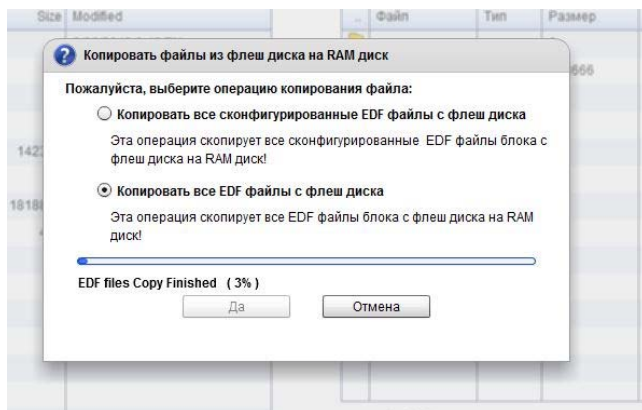 Size Modified .. Файл Тип Размер
Копировать файлы из флеш диска на RAM диск
Пожалуйста, выберите операцию копирования файла:
Копировать все сконфигурированные EDF файлы с флеш диска
Эта операция скопирует все сконфигурированные EDF файлы блока с
флеш диска на RAM диск!
Копировать все EDF файлы с флеш диска
Эта операция скопирует все EDF файлы блока с флеш диска на RAM
диск!
EDF files Copy Finished ( 3% )
Да Отмена